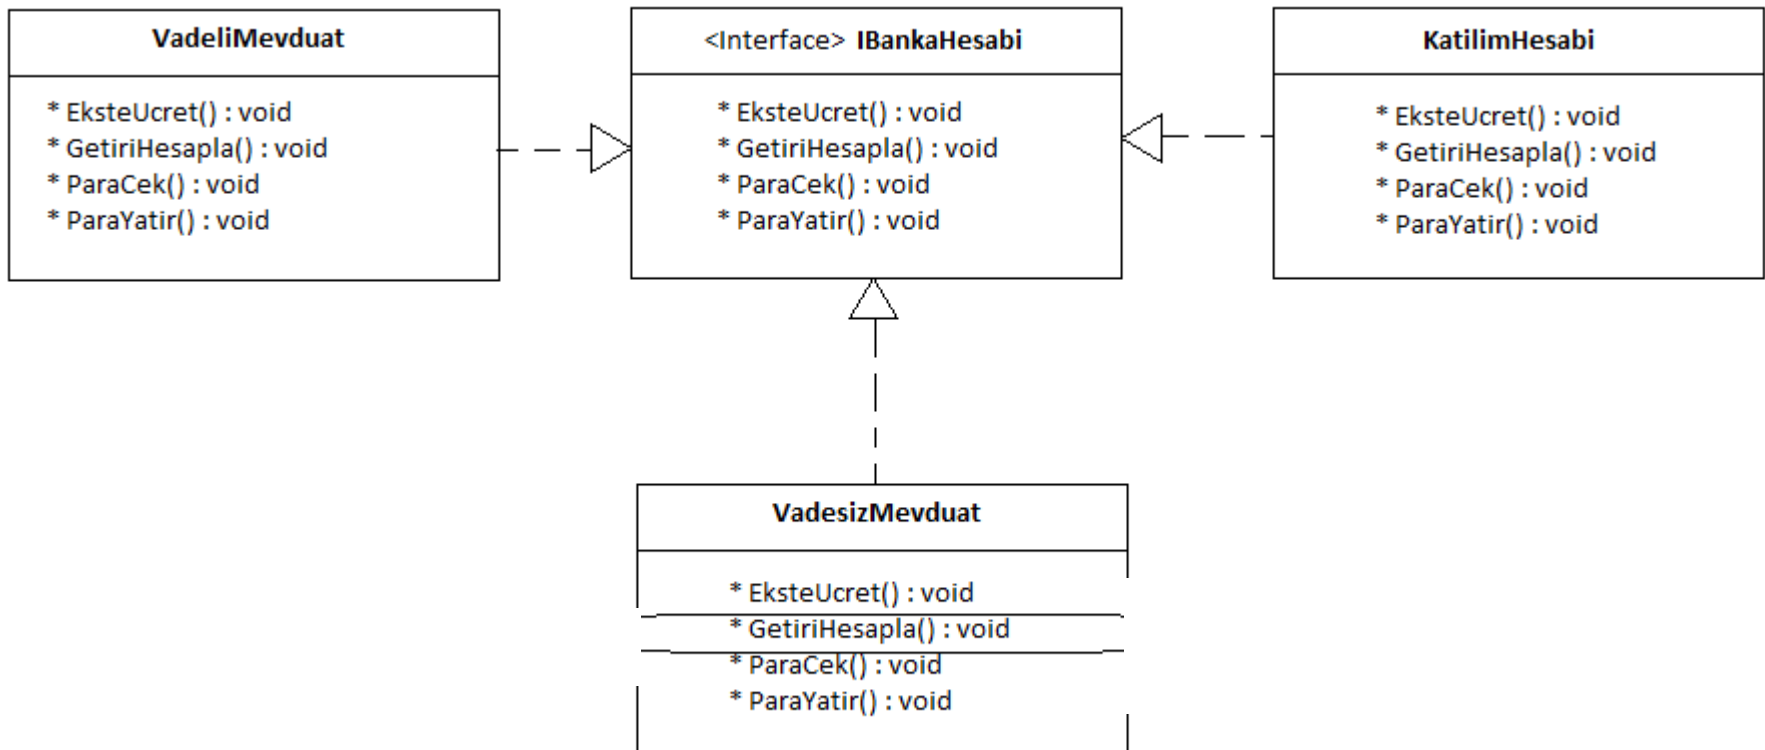 VadeliMevduat
* EksteUcret() : void
* GetiriHesapla() : void
* ParaCek() : void
* ParaYatir() : void
<Interface> IBankaHesabi
* EksteUcret() : void
* GetiriHesapla() : void
* ParaCek() : void
* ParaYatir() : void
KatilimHesabi
* EksteUcret() : void
* GetiriHesapla() : void
* ParaCek() : void
* ParaYatir() : void
VadesizMevduat
* EksteUcret() : void
* GetiriHesapla() : void
* ParaCek() : void
* ParaYatir() : void